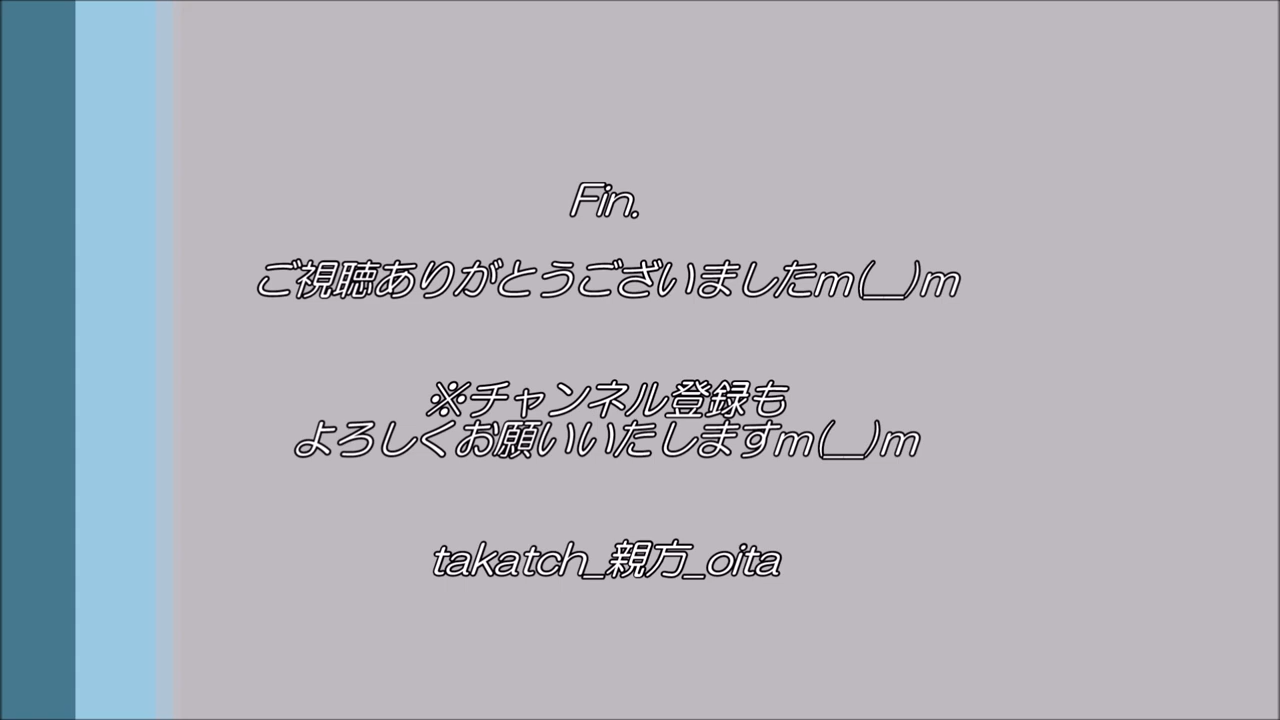 Fin.
ご視聴ありがとうございましたm(__)m
※チャンネル登録も
よろしくお願いいたしますm(__)m
takatch_親方_oita